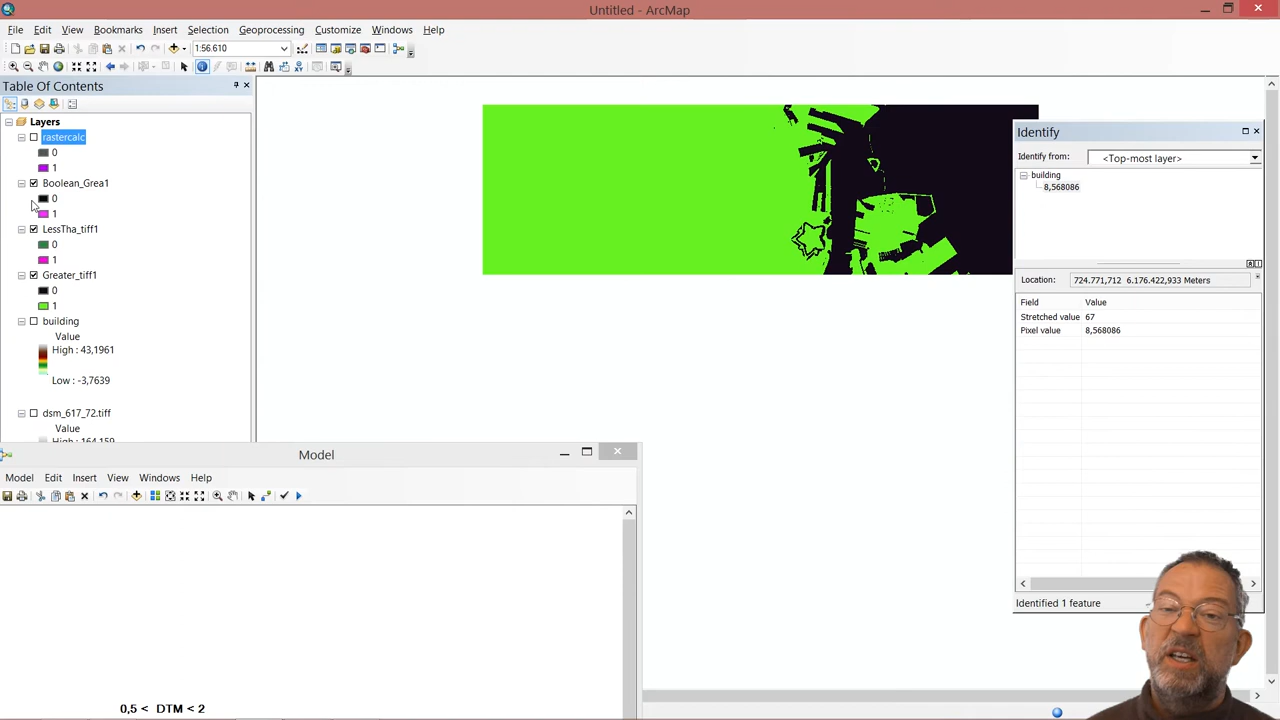 Untitled - ArcMap
File Edit View Bookmarks Insert Selection Geoprocessing Customize Windows Help
1:56.610
Table Of Contents
Layers
rastercalc
0
1
Boolean_Grea1
0
1
LessTha_tiff1
0
1
Greater_tiff1
0
1
building
Value
High : 43,1961
Low : -3,7639
dsm_617_72.tiff
Value
High : 164,159
Identify
Identify from: <Top-most layer>
building
8,568086
Location: 724.771,712 6.176.422,933 Meters
Field Value
Stretched value 67
Pixel value 8,568086
Identified 1 feature
Model
Model Edit Insert View Windows Help
0,5 < DTM < 2